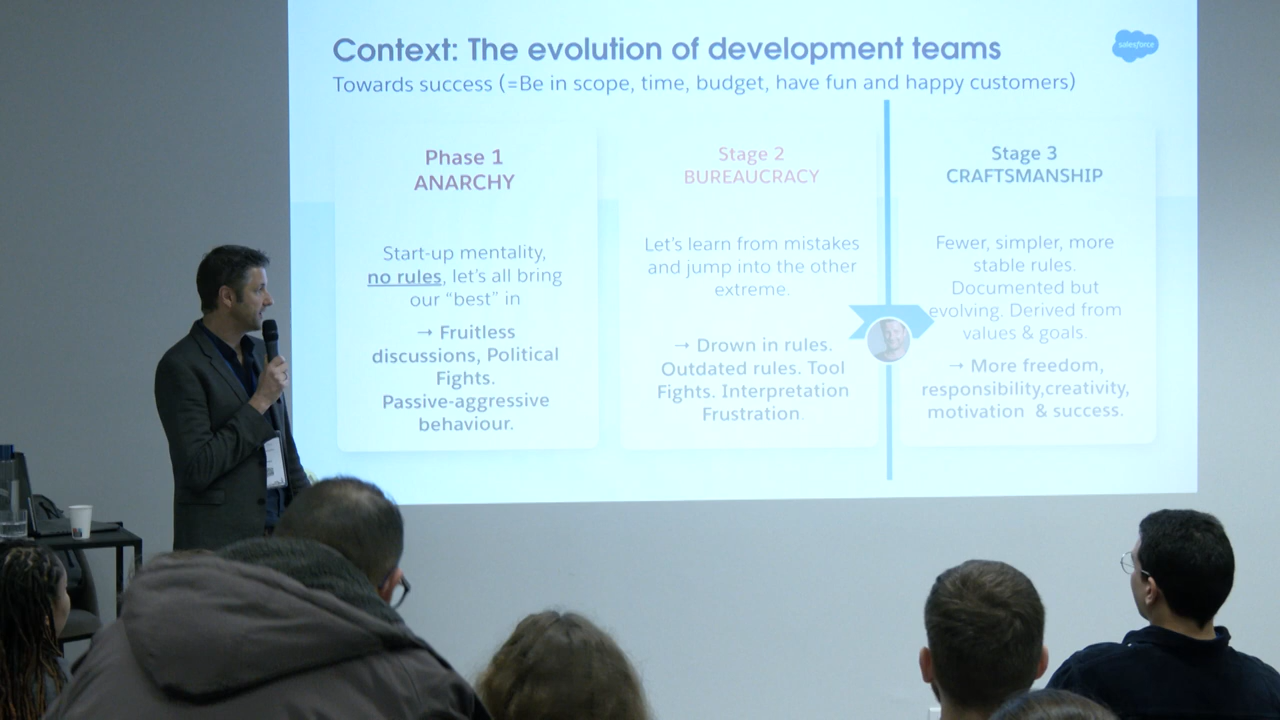 Context: The evolution of development teams
salesforce
Towards success (=Be in scope, time, budget, have fun and happy customers)
Phase 1
ANARCHY
Start-up mentality,
no rules, let's all bring
our “best” in
→ Fruitless
discussions, Political
Fights.
Passive-aggressive
behaviour.
Stage 2
BUREAUCRACY
Let's learn from mistakes
and jump into the other
extreme.
→ Drown in rules.
Outdated rules. Tool
Fights. Interpretation
Frustration.
Stage 3
CRAFTSMANSHIP
Fewer, simpler, more
stable rules.
Documented but
evolving. Derived from
values & goals.
→ More freedom,
responsibility,creativity,
motivation & success.